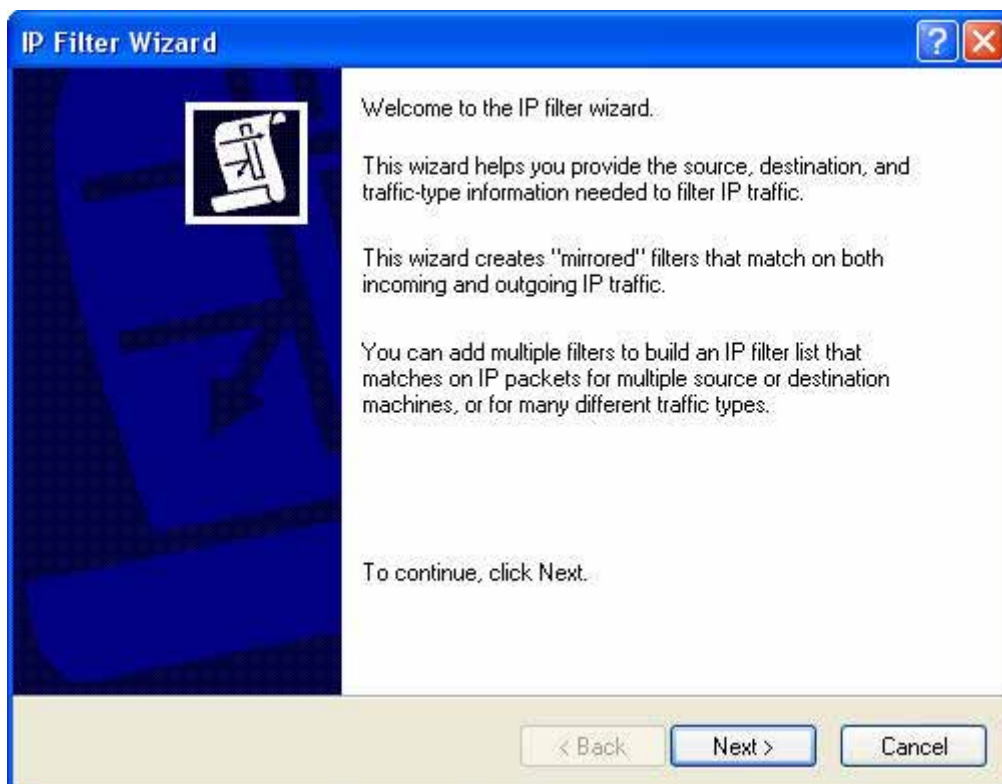 IP Filter Wizard
Welcome to the IP filter wizard.
This wizard helps you provide the source, destination, and
traffic-type information needed to filter IP traffic.
This wizard creates "mirrored" filters that match on both
incoming and outgoing IP traffic.
You can add multiple filters to build an IP filter list that
matches on IP packets for multiple source or destination
machines, or for many different traffic types.
To continue, click Next.
< Back Next > Cancel